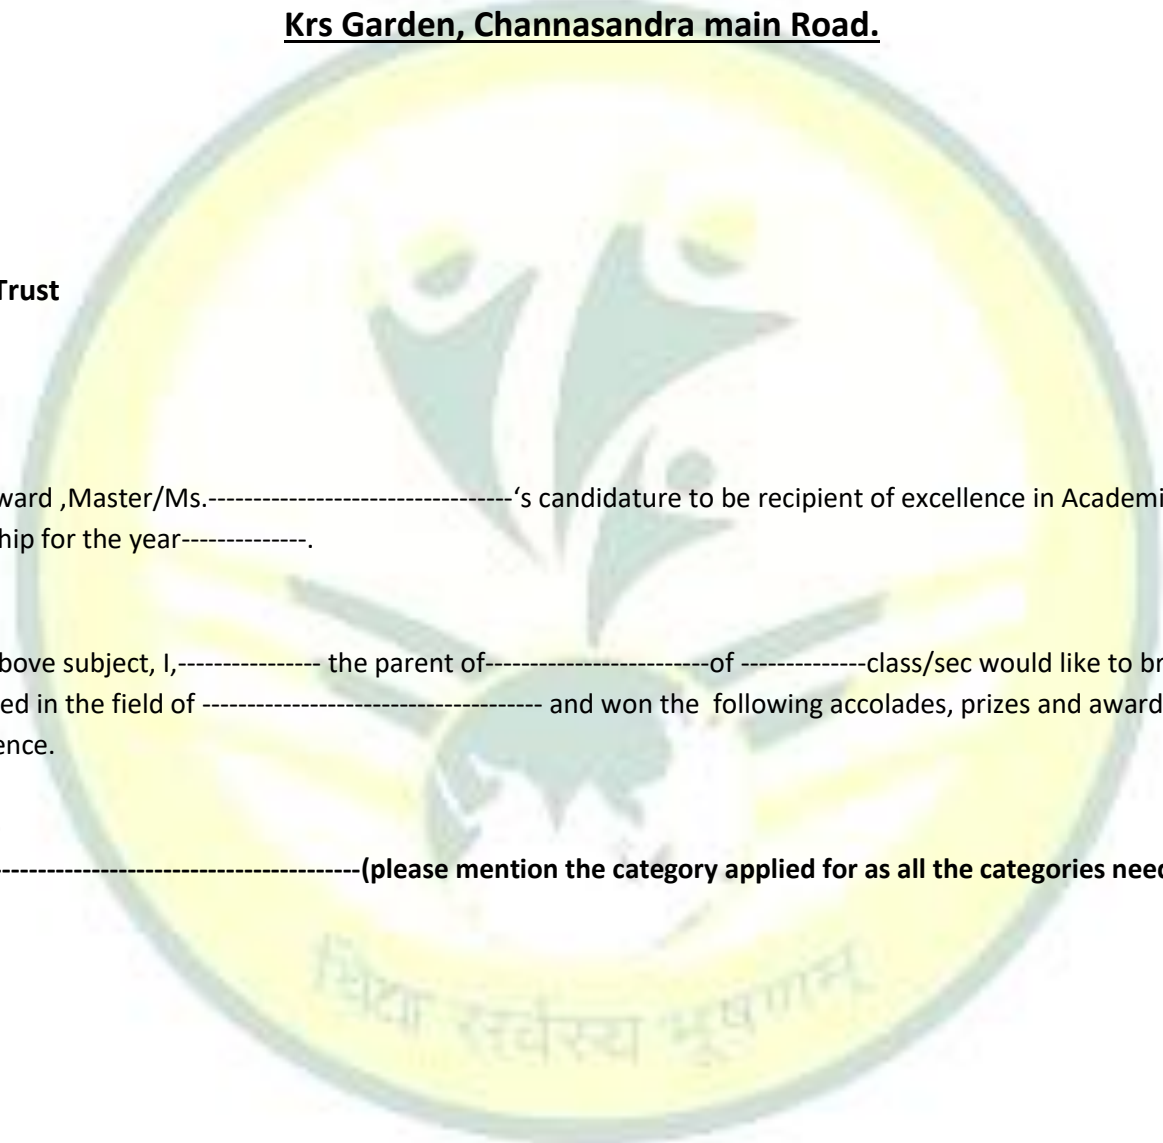 Krs Garden, Channasandra main Road.
Trust
ward ,Master/Ms.----------------------------------‘s candidature to be recipient of excellence in Academi
hip for the year--------------.
bove subject, I,---------------- the parent of-------------------------of --------------class/sec would like to br
ed in the field of -------------------------------------- and won the  following accolades, prizes and award
ence.
-----------------------------------------(please mention the category applied for as all the categories need
विद्या सर्वस्य भूषणम्